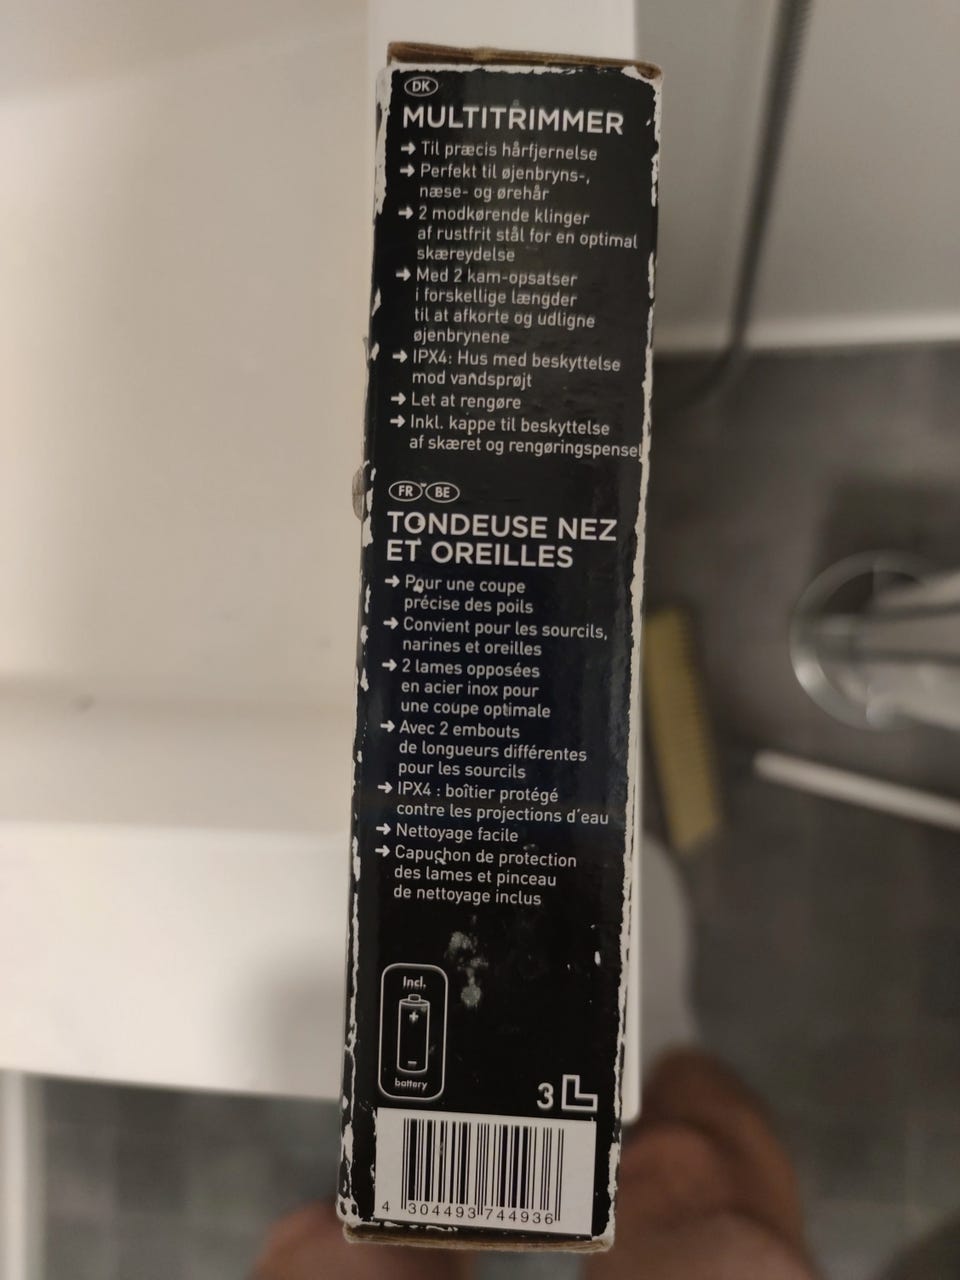 DK
MULTITRIMMER
➔ Til præcis hårfjernelse
➔ Perfekt til øjenbryns-,
næse- og ørehår
➔ 2 modkørende klinger
af rustfrit stål for en optimal
skæreydelse
➔ Med 2 kam-opsatser
i forskellige længder
til at afkorte og udligne
øjenbrynene
➔ IPX4: Hus med beskyttelse
mod vandsprøjt
➔ Let at rengøre
➔ Inkl. kappe til beskyttelse
af skæret og rengøringspensel
FR BE
TONDEUSE NEZ
ET OREILLES
➔ Pour une coupe
précise des poils
➔ Convient pour les sourcils,
narines et oreilles
➔ 2 lames opposées
en acier inox pour
une coupe optimale
➔ Avec 2 embouts
de longueurs différentes
pour les sourcils
➔ IPX4 : boîtier protégé
contre les projections d'eau
➔ Nettoyage facile
➔ Capuchon de protection
des lames et pinceau
de nettoyage inclus
Incl.
+
-
battery
3
4 304493 744936